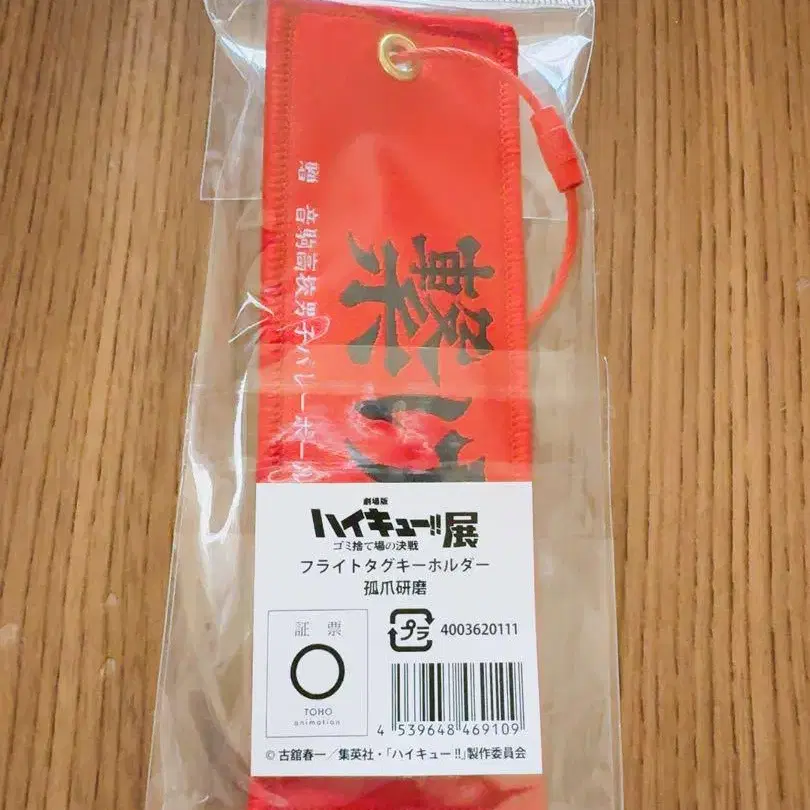 繋げ
贈 音駒高校男子バレーボール
劇場版
ハイキュー!!展
ゴミ捨て場の決戦
フライトタグキーホルダー
孤爪研磨
証 票
TOHO
animation
プラ
4003620111
4 539648 469109
© 古舘春一／集英社・「ハイキュー!!」製作委員会